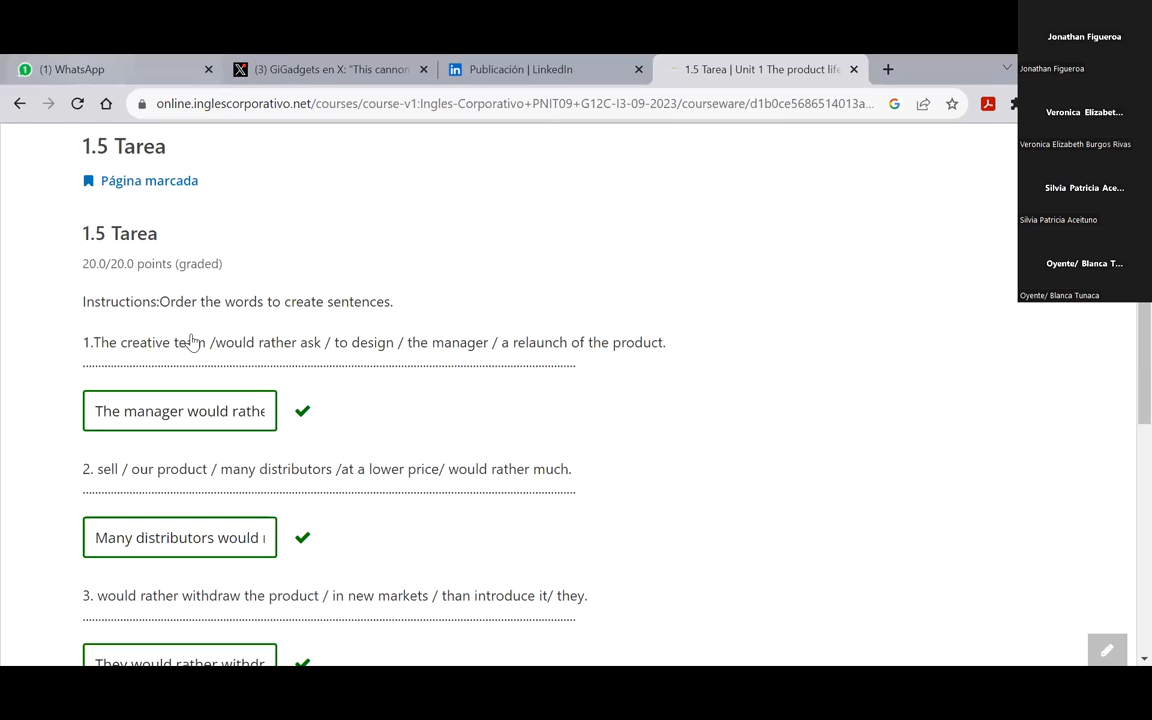 (1) WhatsApp
(3) GiGadgets en X: "This cannon
Publicación | LinkedIn
1.5 Tarea | Unit 1 The product life
online.inglescorporativo.net/courses/course-v1:Ingles-Corporativo+PNIT09+G12C-I3-09-2023/courseware/d1b0ce5686514013a...
Jonathan Figueroa
Jonathan Figueroa
Veronica Elizabet...
Veronica Elizabeth Burgos Rivas
Silvia Patricia Ace...
Silvia Patricia Aceituno
Oyente/ Blanca T...
Oyente/ Blanca Tunaca
1.5 Tarea
Página marcada
1.5 Tarea
20.0/20.0 points (graded)
Instructions:Order the words to create sentences.
1.The creative team /would rather ask / to design / the manager / a relaunch of the product.
The manager would rathe
2. sell / our product / many distributors /at a lower price/ would rather much.
Many distributors would
3. would rather withdraw the product / in new markets / than introduce it/ they.
They would rather withdr